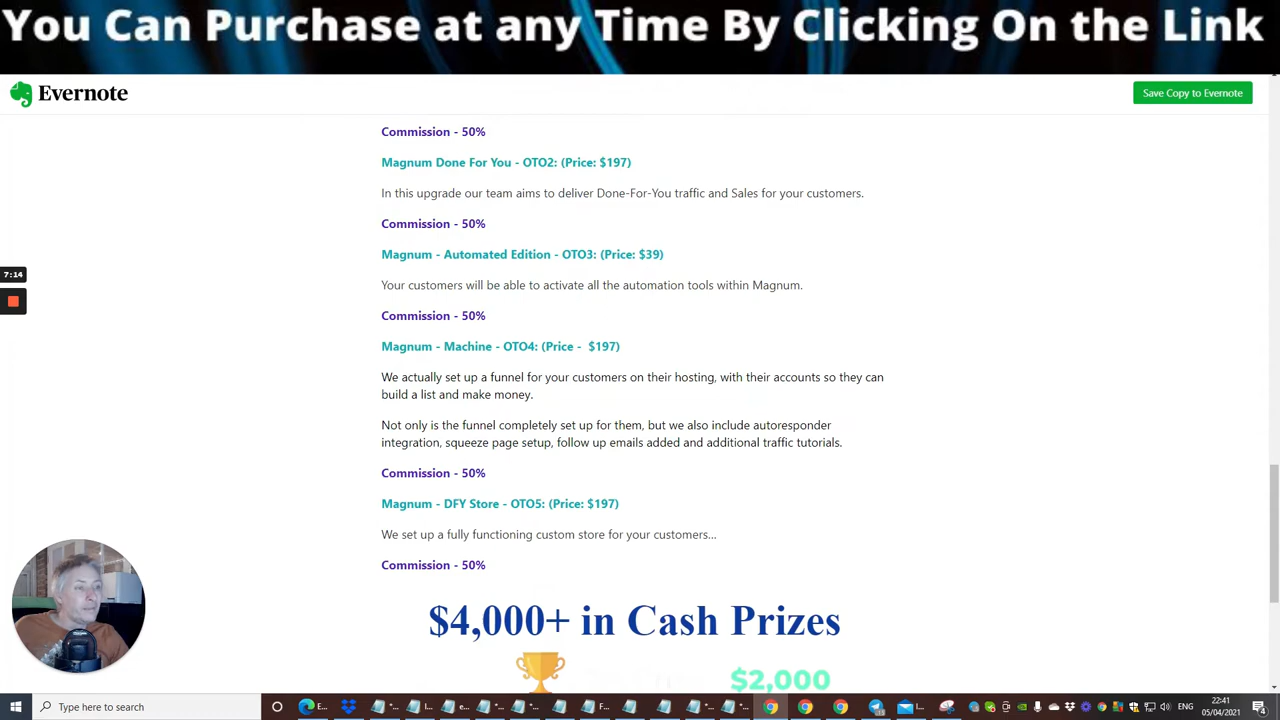 You Can Purchase at any Time By Clicking On the Link
Evernote
Save Copy to Evernote
Commission - 50%
Magnum Done For You - OTO2: (Price: $197)
In this upgrade our team aims to deliver Done-For-You traffic and Sales for your customers.
Commission - 50%
Magnum - Automated Edition - OTO3: (Price: $39)
7:14
Your customers will be able to activate all the automation tools within Magnum.
Commission - 50%
Magnum - Machine - OTO4: (Price -  $197)
We actually set up a funnel for your customers on their hosting, with their accounts so they can
build a list and make money.
Not only is the funnel completely set up for them, but we also include autoresponder
integration, squeeze page setup, follow up emails added and additional traffic tutorials.
Commission - 50%
Magnum - DFY Store - OTO5: (Price: $197)
We set up a fully functioning custom store for your customers...
Commission - 50%
$4,000+ in Cash Prizes
$2,000
Type here to search
22:41
05/04/2021